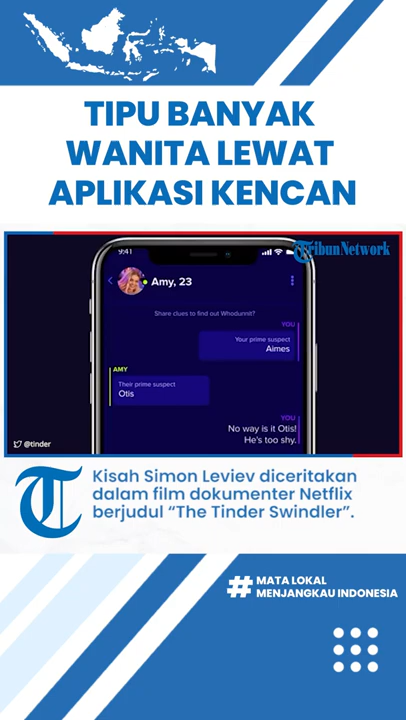 TIPU BANYAK
WANITA LEWAT
APLIKASI KENCAN
TribunNetwork
9:41
Amy, 23
Share clues to find out Whodunnit?
YOU
Your prime suspect
Aimes
AMY
Their prime suspect
Otis
YOU
No way is it Otis!
He's too shy.
@tinder
T
Kisah Simon Leviev diceritakan
dalam film dokumenter Netflix
berjudul “The Tinder Swindler”.
# MATA LOKAL
MENJANGKAU INDONESIA